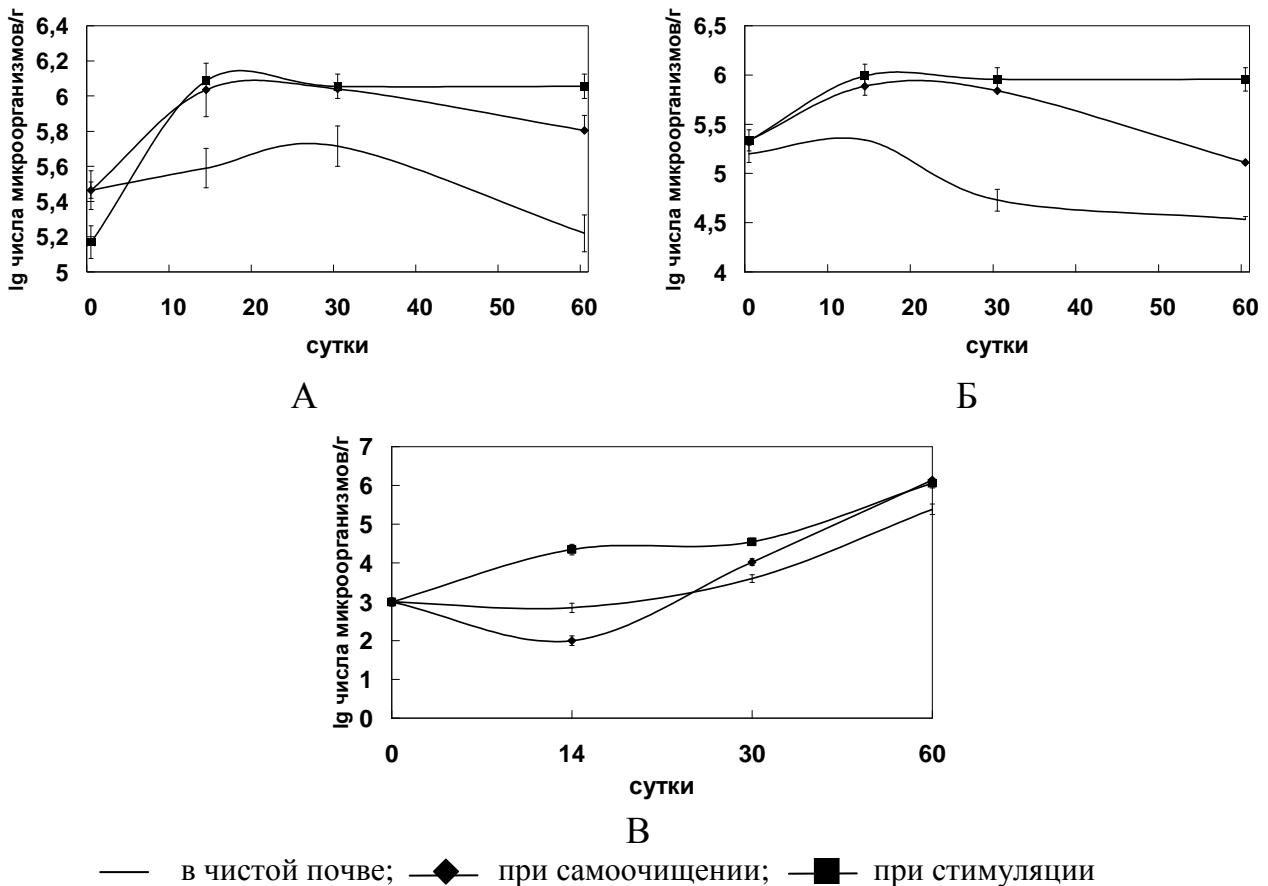 lg числа микроорганизмов/г
6,4
6,2
6
5,8
5,6
5,4
5,2
5
0 10 20 30 40 50 60
сутки
А
lg числа микроорганизмов/г
6,5
6
5,5
5
4,5
4
0 10 20 30 40 50 60
сутки
Б
lg числа микроорганизмов/г
7
6
5
4
3
2
1
0
0 14 30 60
сутки
В
в чистой почве; при самоочищении; при стимуляции